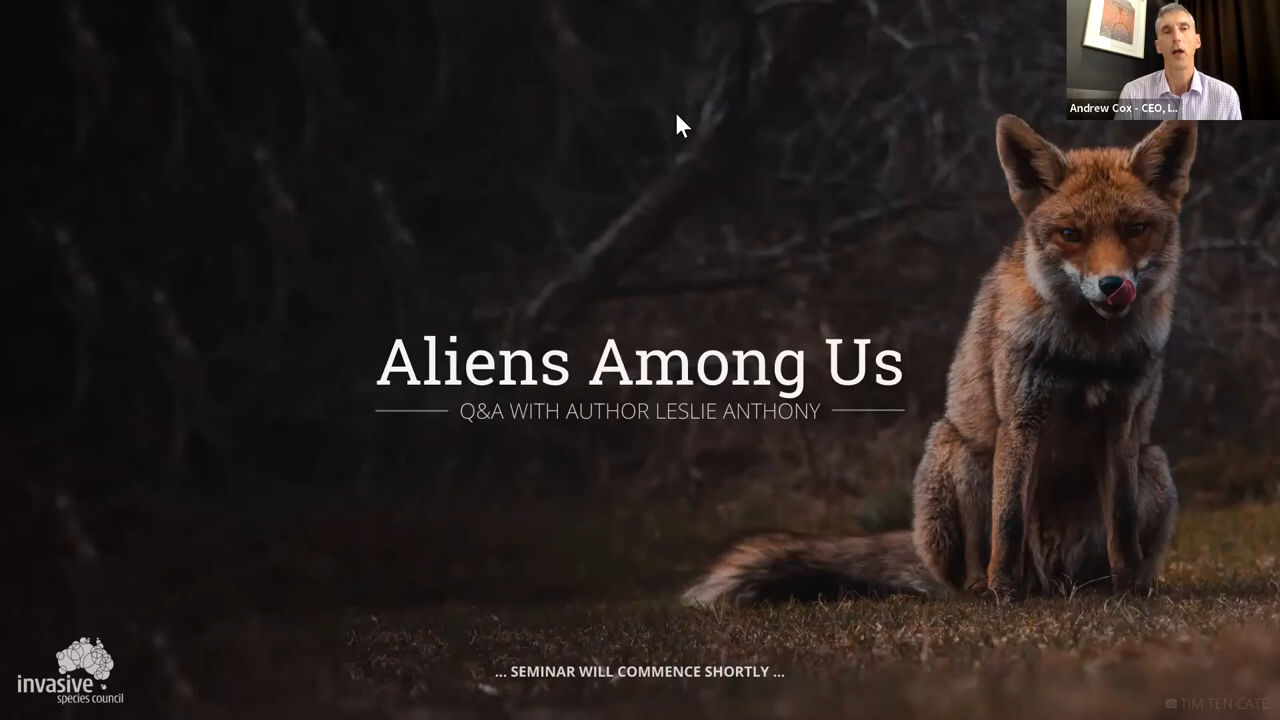 Andrew Cox - CEO, I...
Aliens Among Us
Q&A WITH AUTHOR LESLIE ANTHONY
... SEMINAR WILL COMMENCE SHORTLY ...
invasive
species council
TIM TEN CATE